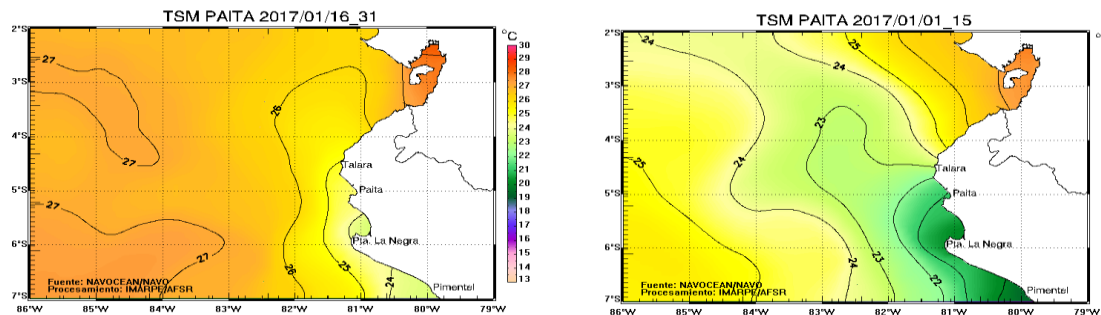 TSM PAITA 2017/01/16_31
2°S
3°S
4°S
5°S
6°S
7°S
27
27
27
27
26
26
25
24
Talara
Paita
Pta. La Negra
Pimentel
Fuente: NAVOCEAN/NAVO
Procesamiento: IMARPE/AFSR
86°W 85°W 84°W 83°W 82°W 81°W 80°W 79°W
°C
30
29
28
27
26
25
24
23
22
21
20
19
18
17
16
15
14
13
TSM PAITA 2017/01/01_15
2°S
3°S
4°S
5°S
6°S
7°S
24
25
24
23
24
25
24
23
22
Talara
Paita
Pta. La Negra
Pimentel
Fuente: NAVOCEAN/NAVO
Procesamiento: IMARPE/AFSR
86°W 85°W 84°W 83°W 82°W 81°W 80°W 79°W
°